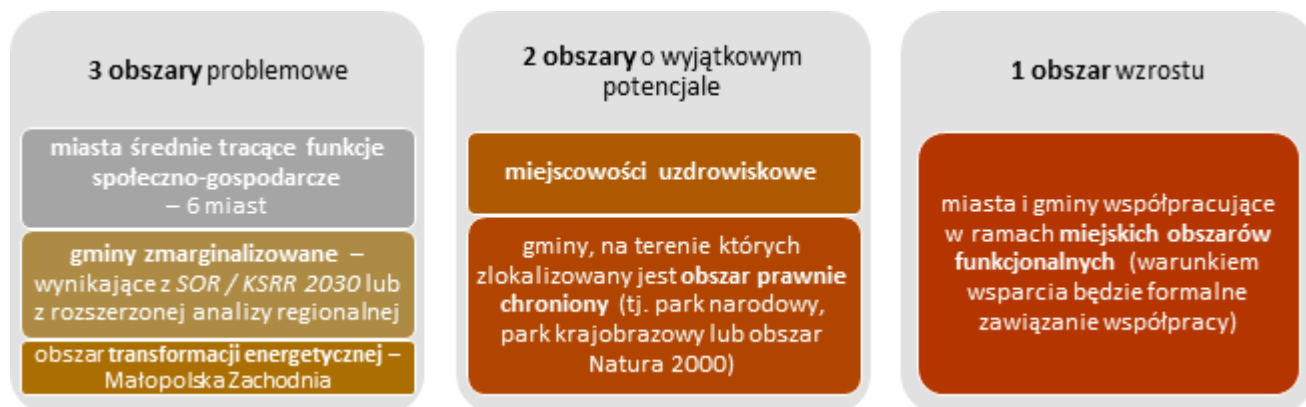 3 obszary problemowe
miasta średnie tracące funkcje
społeczno-gospodarcze
– 6 miast
gminy zmarginalizowane –
wynikające z SOR / KSRR 2030 lub
z rozszerzonej analizy regionalnej
obszar transformacji energetycznej –
Małopolska Zachodnia
2 obszary o wyjątkowym
potencjale
miejscowości uzdrowiskowe
gminy, na terenie których
zlokalizowany jest obszar prawnie
chroniony (tj. park narodowy,
park krajobrazowy lub obszar
Natura 2000)
1 obszar wzrostu
miasta i gminy współpracujące
w ramach miejskich obszarów
funkcjonalnych (warunkiem
wsparcia będzie formalne
zawiązanie współpracy)